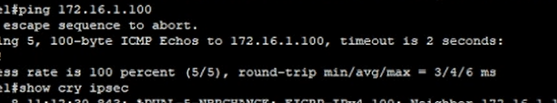 el#ping 172.16.1.100
escape sequence to abort.
ing 5, 100-byte ICMP Echos to 172.16.1.100, timeout is 2 seconds:
!
ess rate is 100 percent (5/5), round-trip min/avg/max = 3/4/6 ms
el#show cry ipsec
8 11:17:30.843: %DUAL-5-NBRCHANGE: EIGRP-IPv4 100: Neighbor 172.16.1